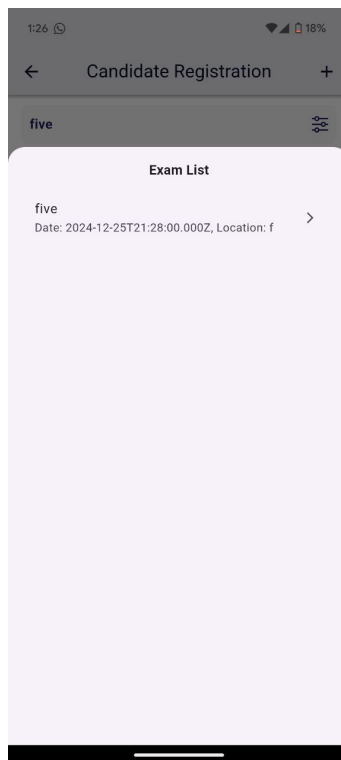 1:26 18%
Candidate Registration
five
Exam List
five
Date: 2024-12-25T21:28:00.000Z, Location: f